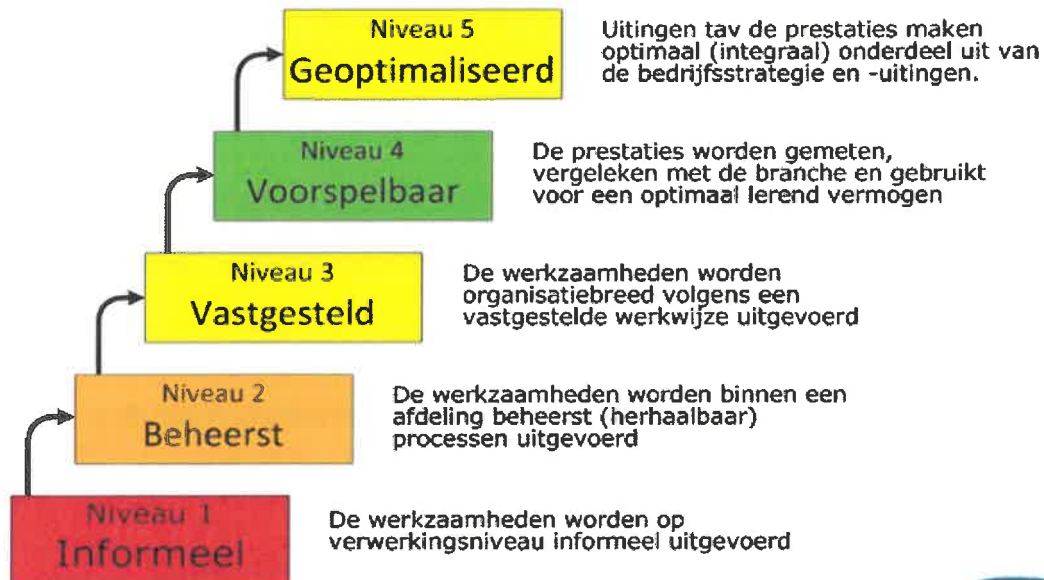 Niveau 5
Geoptimaliseerd
Uitingen tav de prestaties maken
optimaal (integraal) onderdeel uit van
de bedrijfsstrategie en -uitingen.
Niveau 4
Voorspelbaar
De prestaties worden gemeten,
vergeleken met de branche en gebruikt
voor een optimaal lerend vermogen
Niveau 3
Vastgesteld
De werkzaamheden worden
organisatiebreed volgens een
vastgestelde werkwijze uitgevoerd
Niveau 2
Beheerst
De werkzaamheden worden binnen een
afdeling beheerst (herhaalbaar)
processen uitgevoerd
Niveau 1
Informeel
De werkzaamheden worden op
verwerkingsniveau informeel uitgevoerd